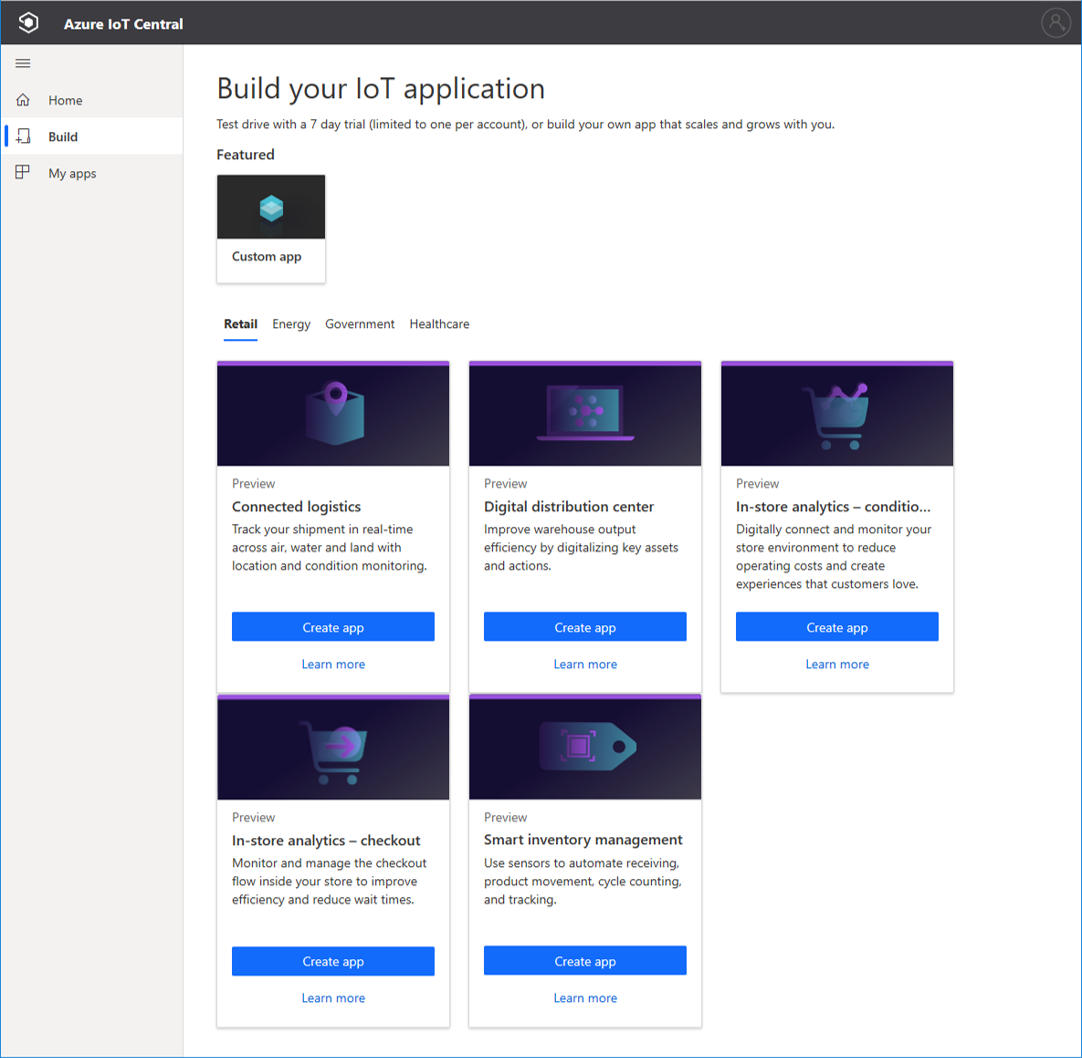 Azure IoT Central
Home
Build
My apps
Build your IoT application
Test drive with a 7 day trial (limited to one per account), or build your own app that scales and grows with you.
Featured
Custom app
Retail Energy Government Healthcare
Preview
Connected logistics
Track your shipment in real-time
across air, water and land with
location and condition monitoring.
Create app
Learn more
Preview
Digital distribution center
Improve warehouse output
efficiency by digitalizing key assets
and actions.
Create app
Learn more
Preview
In-store analytics – conditio...
Digitally connect and monitor your
store environment to reduce
operating costs and create
experiences that customers love.
Create app
Learn more
Preview
In-store analytics – checkout
Monitor and manage the checkout
flow inside your store to improve
efficiency and reduce wait times.
Create app
Learn more
Preview
Smart inventory management
Use sensors to automate receiving,
product movement, cycle counting,
and tracking.
Create app
Learn more